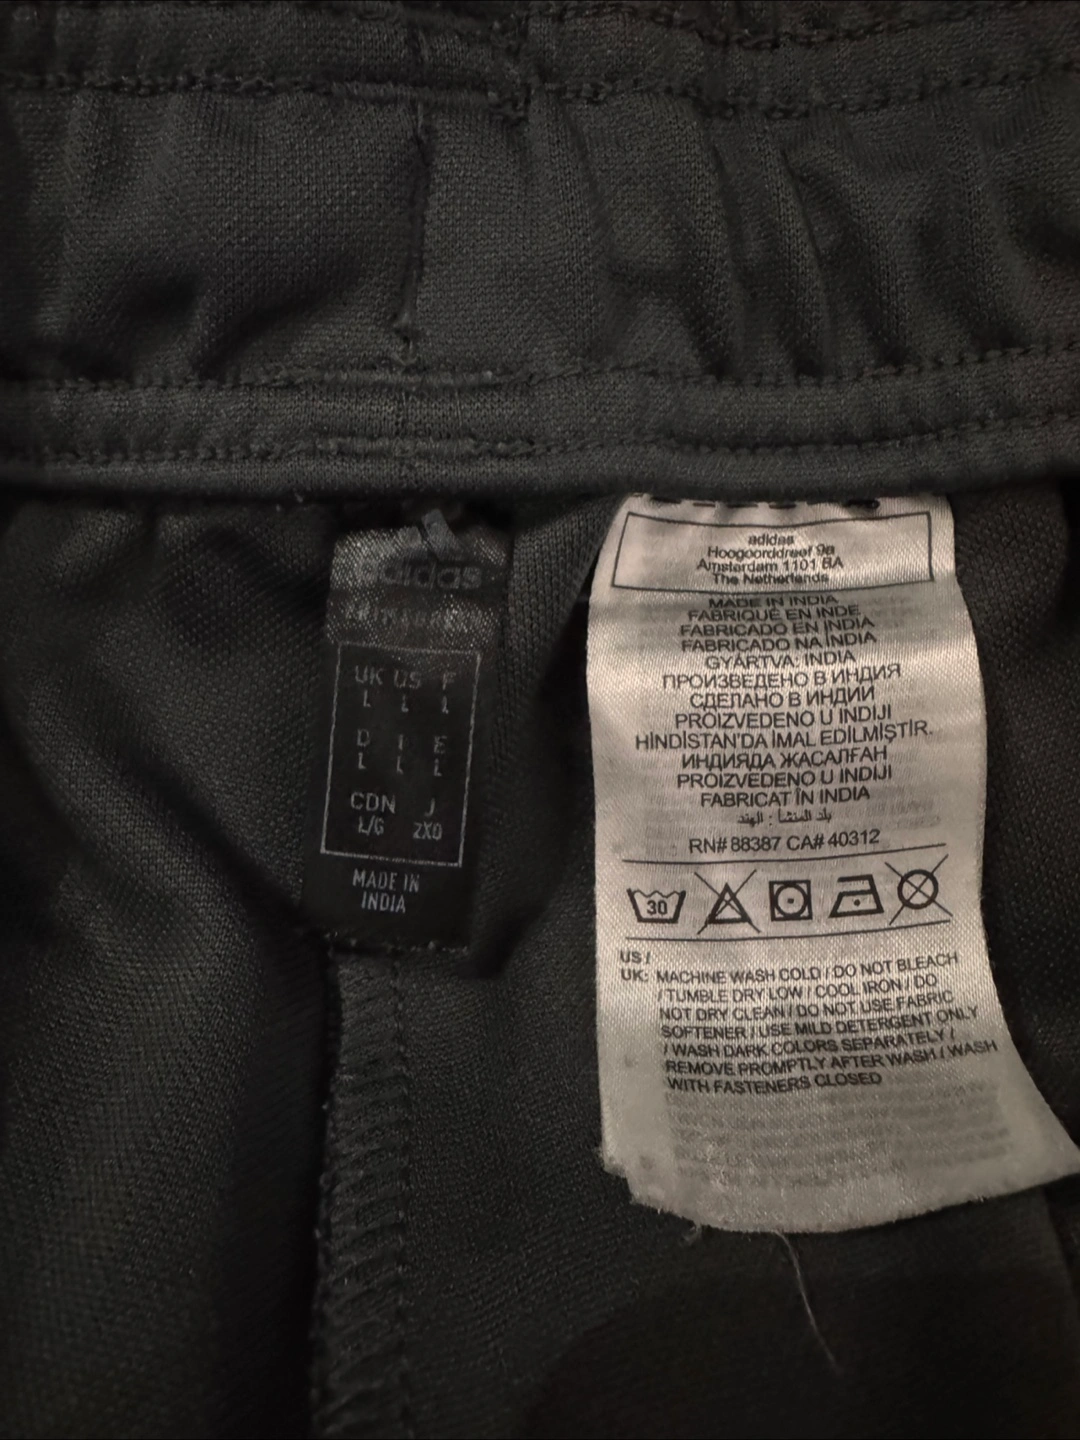 adidas
UK US F
L L L
D I E
L L L
CDN J
L/G 2XO
MADE IN
INDIA
adidas
Hoogoorddreef 9a
Amsterdam 1101 BA
The Netherlands
MADE IN INDIA
FABRIQUÉ EN INDE
FABRICADO EN INDIA
FABRICADO NA ÍNDIA
GYÁRTVA: INDIA
ПРОИЗВЕДЕНО В ИНДИЯ
СДЕЛАНО В ИНДИИ
PROIZVEDENO U INDIJI
HİNDİSTAN'DA İMAL EDİLMİŞTİR.
ИНДИЯДА ЖАСАЛҒАН
PROIZVEDENO U INDIJI
FABRICAT ÎN INDIA
بلد المنشأ : الهند
RN# 88387 CA# 40312
30
US /
UK: MACHINE WASH COLD / DO NOT BLEACH
/ TUMBLE DRY LOW / COOL IRON / DO
NOT DRY CLEAN / DO NOT USE FABRIC
SOFTENER / USE MILD DETERGENT ONLY
/ WASH DARK COLORS SEPARATELY /
REMOVE PROMPTLY AFTER WASH / WASH
WITH FASTENERS CLOSED